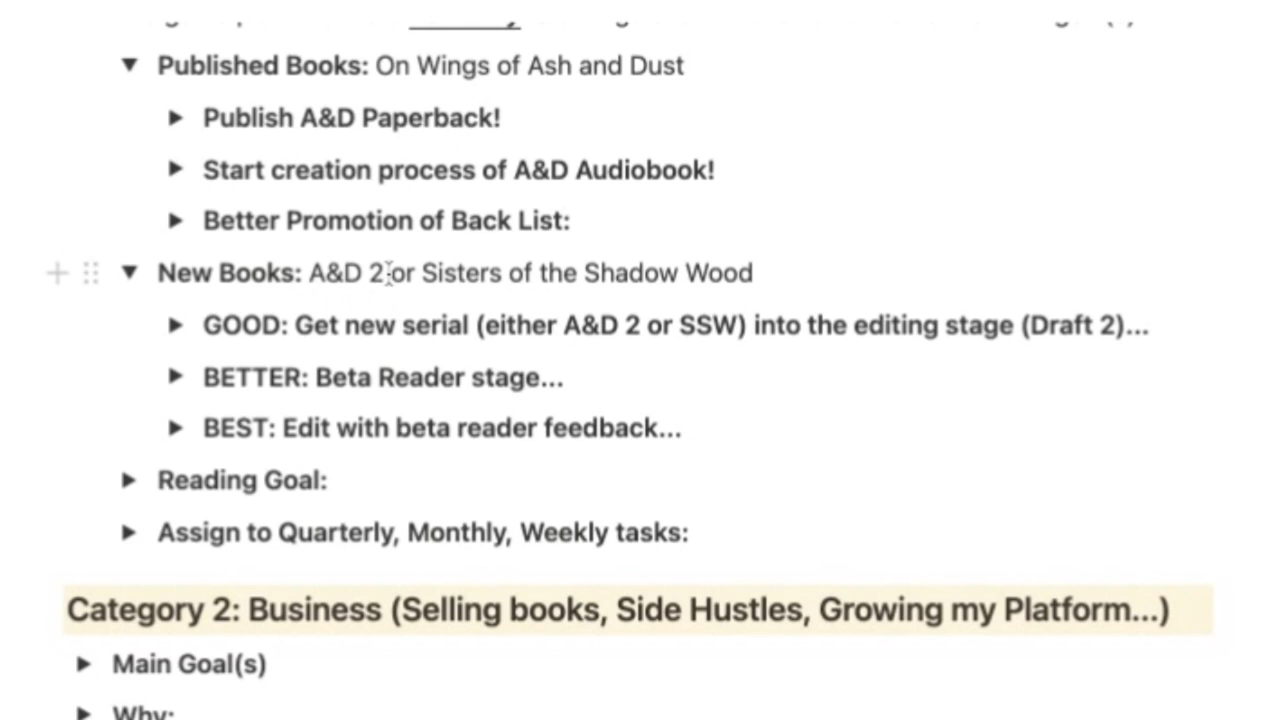 Published Books: On Wings of Ash and Dust
Publish A&D Paperback!
Start creation process of A&D Audiobook!
Better Promotion of Back List:
New Books: A&D 2 or Sisters of the Shadow Wood
GOOD: Get new serial (either A&D 2 or SSW) into the editing stage (Draft 2)...
BETTER: Beta Reader stage...
BEST: Edit with beta reader feedback...
Reading Goal:
Assign to Quarterly, Monthly, Weekly tasks:
Category 2: Business (Selling books, Side Hustles, Growing my Platform...)
Main Goal(s)
Why: